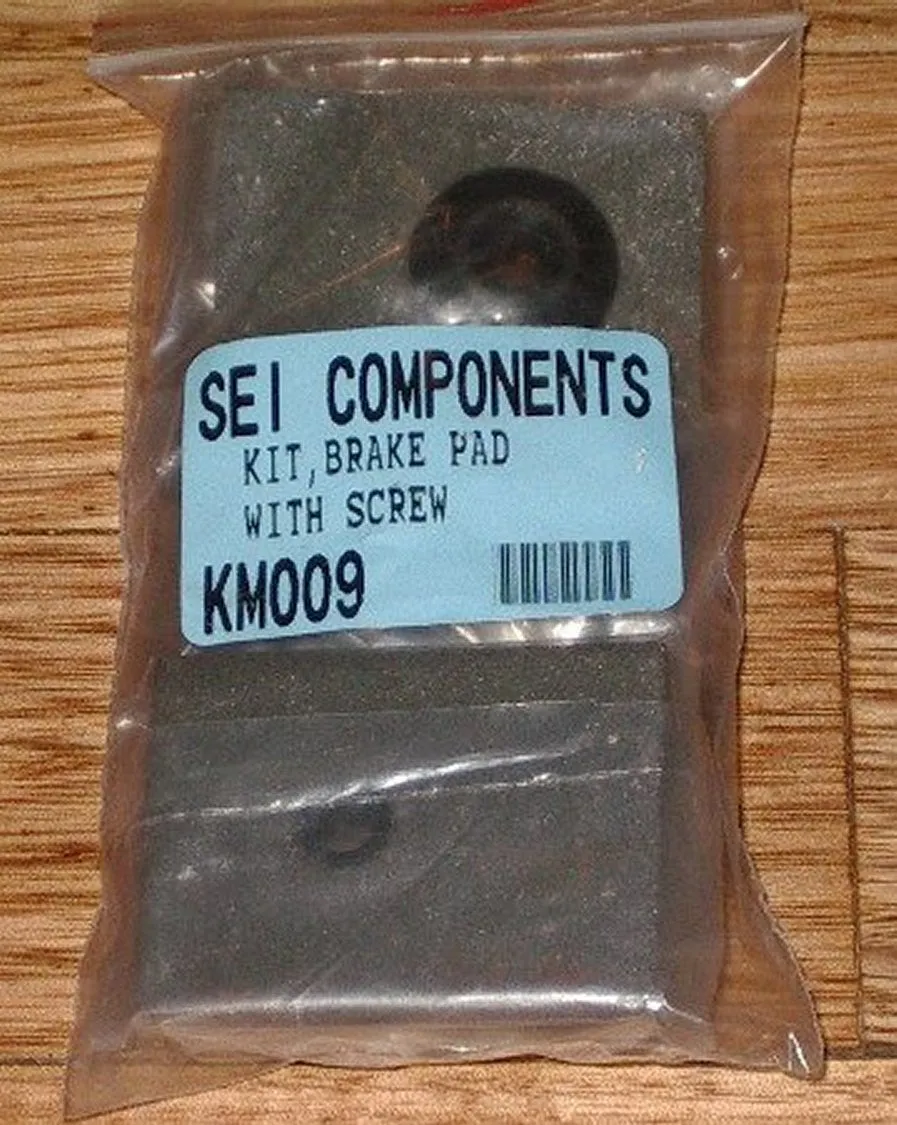 SEI COMPONENTS
KIT,BRAKE PAD
WITH SCREW
KM009